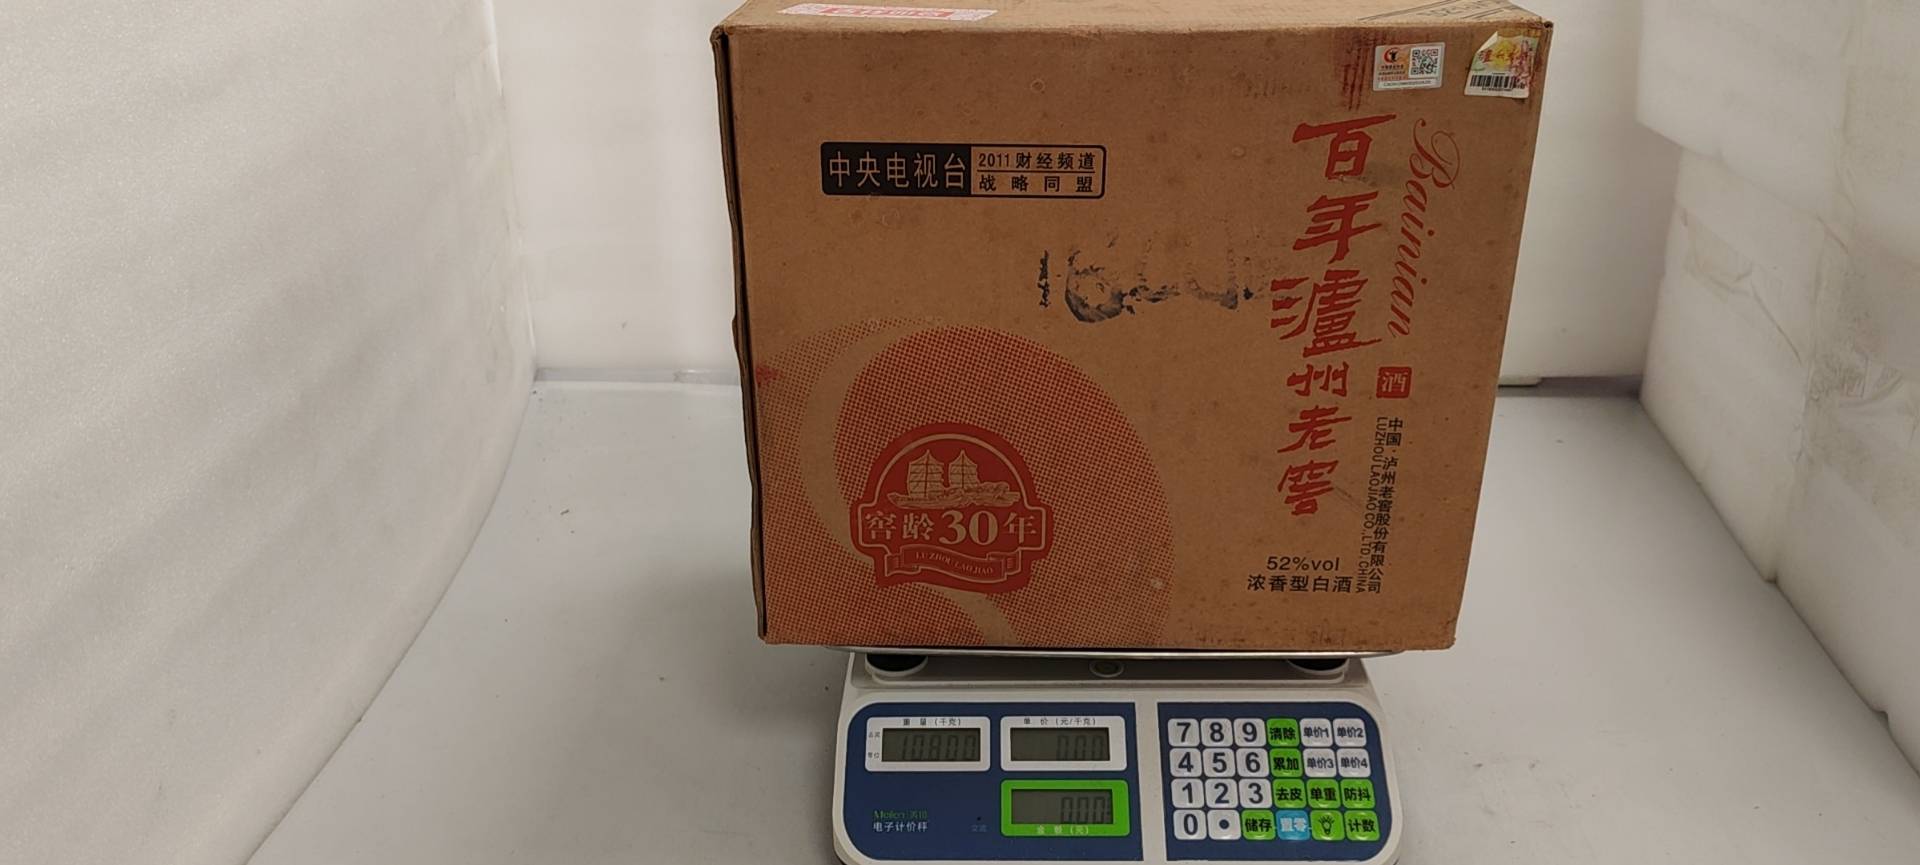 中央电视台
2011财经频道
战略同盟
百年泸州老窖
Bainian
酒
中国·泸州老窖股份有限公司
LUZHOU LAOJIAO CO.,LTD.CHINA
窖龄30年
LUZHOU LAOJIAO
52%vol
浓香型白酒
重量(千克)
单价(元/千克)
10800
0.00
0.00
金额(元)
Meilen
电子计价秤
7 8 9 清除 单价1 单价2
4 5 6 累加 单价3 单价4
1 2 3 去皮 单重 防抖
0 储存 置零 计数